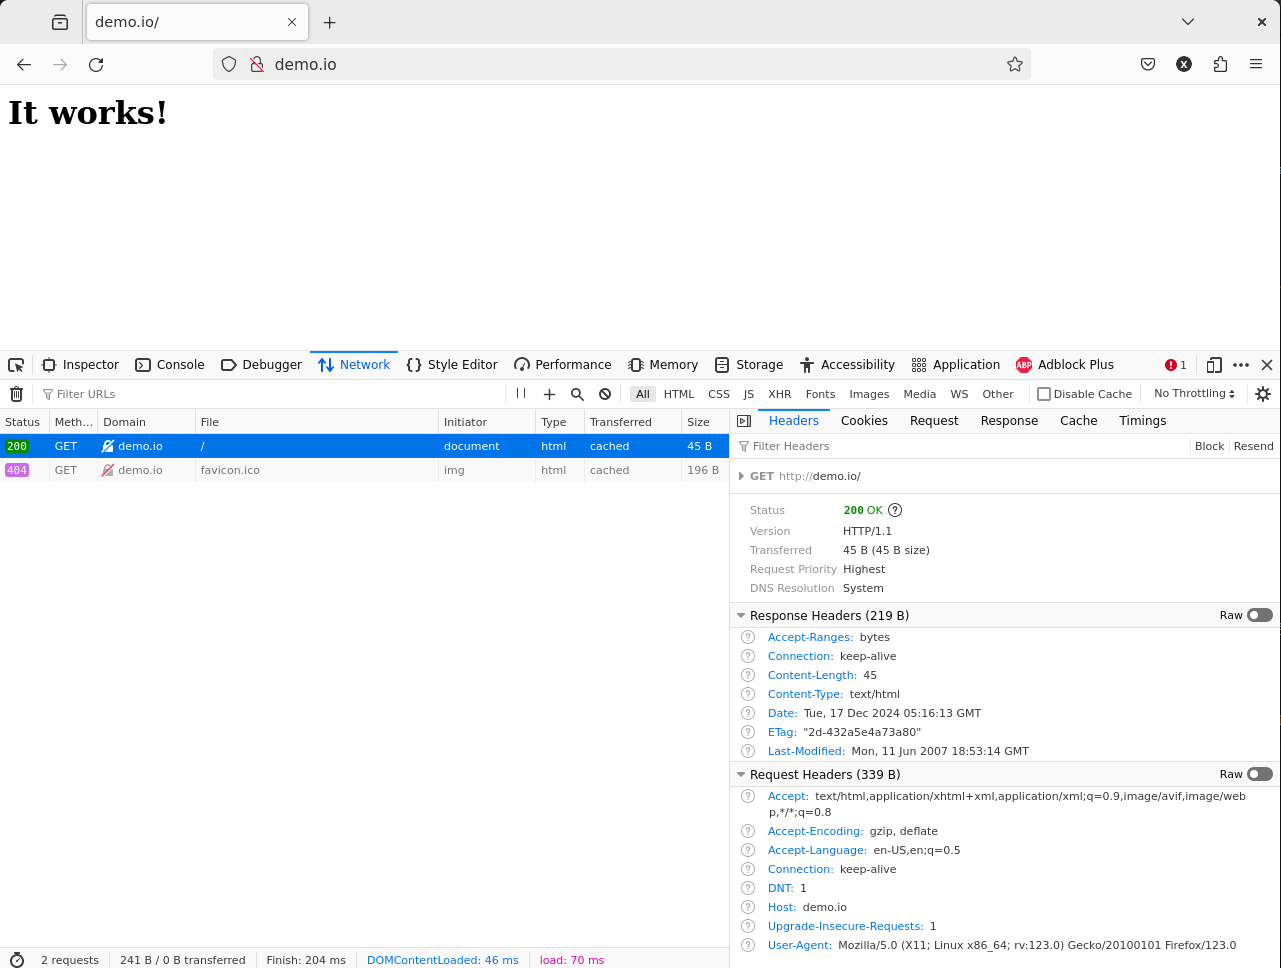 demo.io/
demo.io
It works!
Inspector Console Debugger Network Style Editor Performance Memory Storage Accessibility Application ABP Adblock Plus 1
Filter URLs All HTML CSS JS XHR Fonts Images Media WS Other Disable Cache No Throttling
Status Meth... Domain File Initiator Type Transferred Size
200 GET demo.io / document html cached 45 B
404 GET demo.io favicon.ico img html cached 196 B
Headers Cookies Request Response Cache Timings
Filter Headers Block Resend
GET http://demo.io/
Status 200 OK ?
Version HTTP/1.1
Transferred 45 B (45 B size)
Request Priority Highest
DNS Resolution System
Response Headers (219 B) Raw
? Accept-Ranges: bytes
? Connection: keep-alive
? Content-Length: 45
? Content-Type: text/html
? Date: Tue, 17 Dec 2024 05:16:13 GMT
? ETag: "2d-432a5e4a73a80"
? Last-Modified: Mon, 11 Jun 2007 18:53:14 GMT
Request Headers (339 B) Raw
? Accept: text/html,application/xhtml+xml,application/xml;q=0.9,image/avif,image/web
p,*/*;q=0.8
? Accept-Encoding: gzip, deflate
? Accept-Language: en-US,en;q=0.5
? Connection: keep-alive
? DNT: 1
? Host: demo.io
? Upgrade-Insecure-Requests: 1
? User-Agent: Mozilla/5.0 (X11; Linux x86_64; rv:123.0) Gecko/20100101 Firefox/123.0
2 requests 241 B / 0 B transferred Finish: 204 ms DOMContentLoaded: 46 ms load: 70 ms